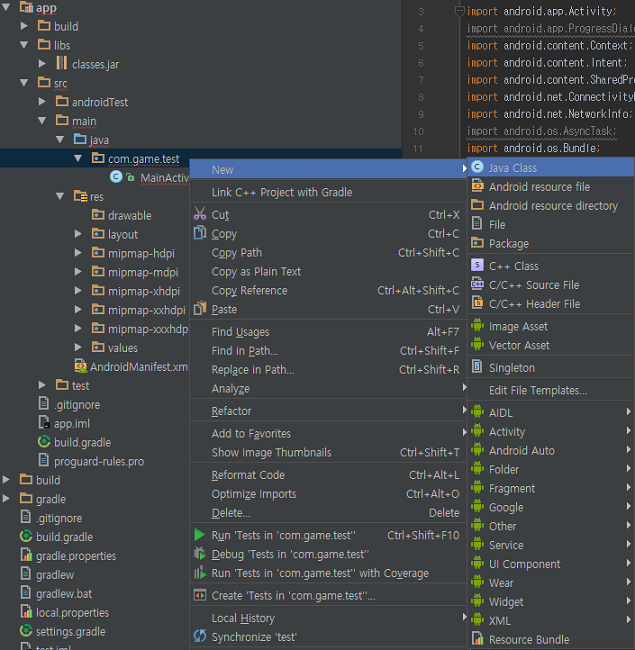 app
build
libs
classes.jar
src
androidTest
main
java
com.game.test
MainActiv
res
drawable
layout
mipmap-hdpi
mipmap-mdpi
mipmap-xhdpi
mipmap-xxhdpi
mipmap-xxxhdp
values
AndroidManifest.xm
test
.gitignore
app.iml
build.gradle
proguard-rules.pro
build
gradle
.gitignore
build.gradle
gradle.properties
gradlew
gradlew.bat
local.properties
settings.gradle
test.iml
New
Link C++ Project with Gradle
Cut Ctrl+X
Copy Ctrl+C
Copy Path Ctrl+Shift+C
Copy as Plain Text
Copy Reference Ctrl+Alt+Shift+C
Paste Ctrl+V
Find Usages Alt+F7
Find in Path... Ctrl+Shift+F
Replace in Path... Ctrl+Shift+R
Analyze
Refactor
Add to Favorites
Show Image Thumbnails Ctrl+Shift+T
Reformat Code Ctrl+Alt+L
Optimize Imports Ctrl+Alt+O
Delete... Delete
Run 'Tests in 'com.game.test'' Ctrl+Shift+F10
Debug 'Tests in 'com.game.test''
Run 'Tests in 'com.game.test'' with Coverage
Create 'Tests in 'com.game.test''...
Local History
Synchronize 'test'
3 import android.app.Activity;
4 import android.app.ProgressDialo
5 import android.content.Context;
6 import android.content.Intent;
7 import android.content.SharedPre
8 import android.net.ConnectivityM
9 import android.net.NetworkInfo;
10 import android.os.AsyncTask;
11 import android.os.Bundle;
Java Class
Android resource file
Android resource directory
File
Package
C++ Class
C/C++ Source File
C/C++ Header File
Image Asset
Vector Asset
Singleton
Edit File Templates...
AIDL
Activity
Android Auto
Folder
Fragment
Google
Other
Service
UI Component
Wear
Widget
XML
Resource Bundle